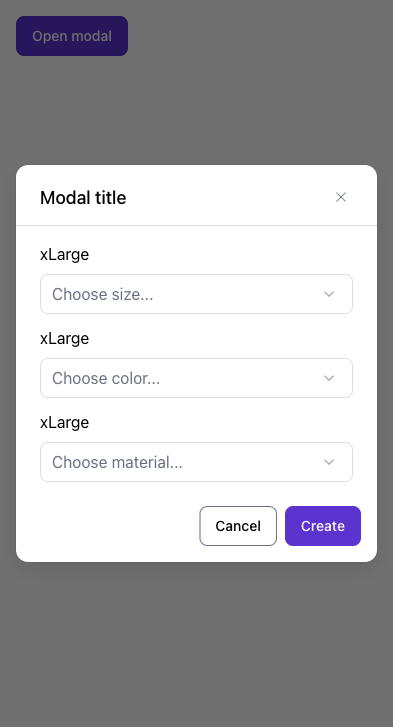 Open modal
Modal title
xLarge
Choose size...
xLarge
Choose color...
xLarge
Choose material...
Cancel
Create